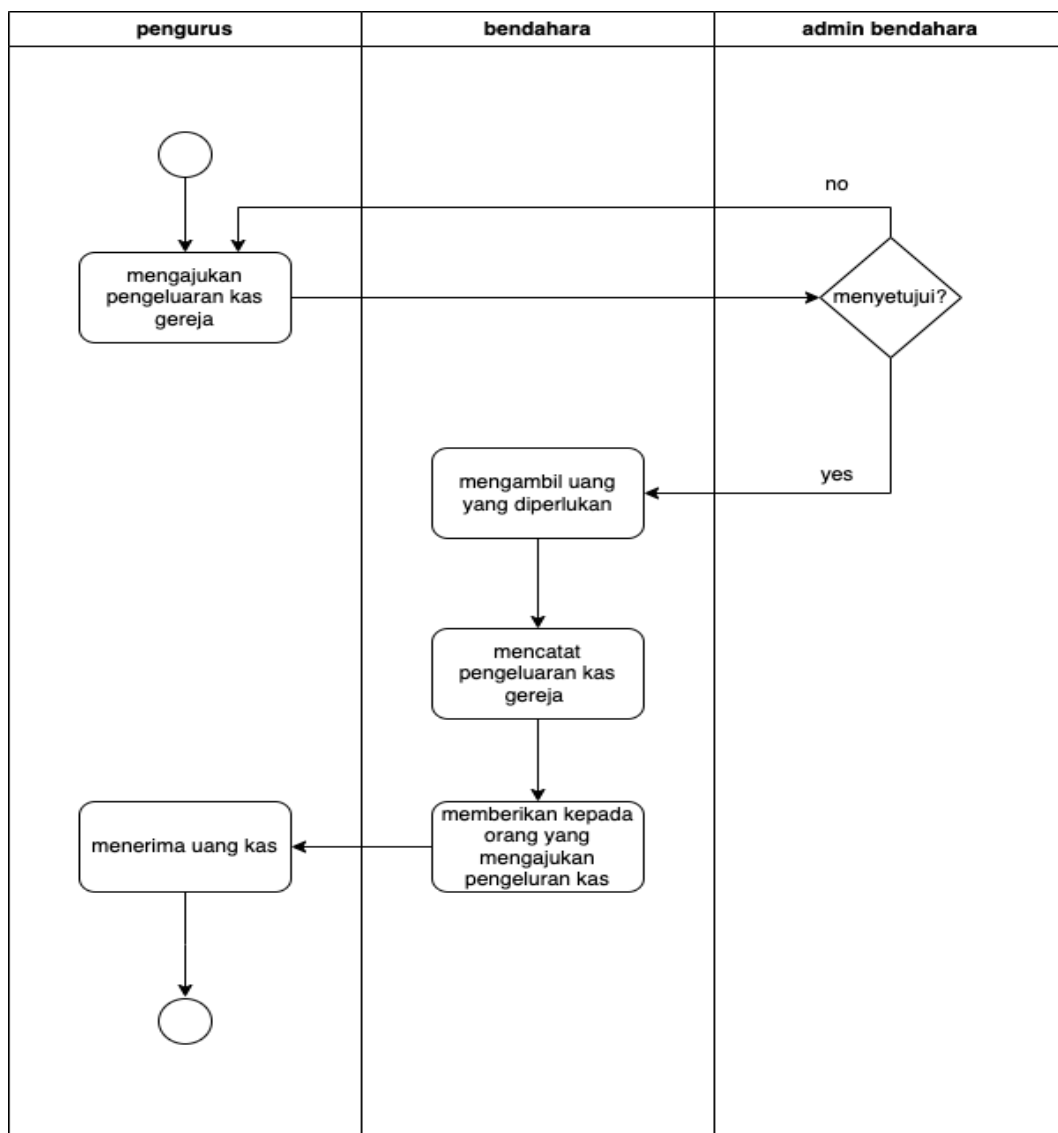 pengurus
bendahara
admin bendahara
no
mengajukan
pengeluaran kas
gereja
menyetujui?
mengambil uang
yang diperlukan
yes
mencatat
pengeluaran kas
gereja
menerima uang kas
memberikan kepada
orang yang
mengajukan
pengeluran kas